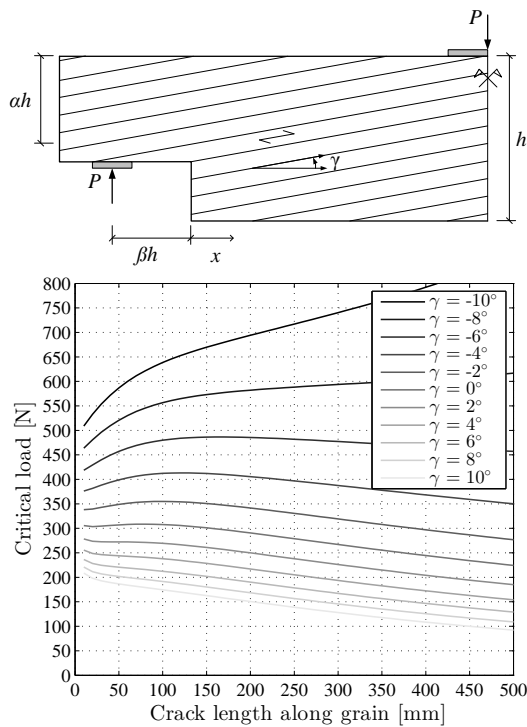 P
αh
h
γ
P
βh
x
800
750
700
650
600
550
500
450
400
350
300
250
200
150
100
50
0
Critical load [N]
γ = -10°
γ = -8°
γ = -6°
γ = -4°
γ = -2°
γ = 0°
γ = 2°
γ = 4°
γ = 6°
γ = 8°
γ = 10°
0 50 100 150 200 250 300 350 400 450 500
Crack length along grain [mm]